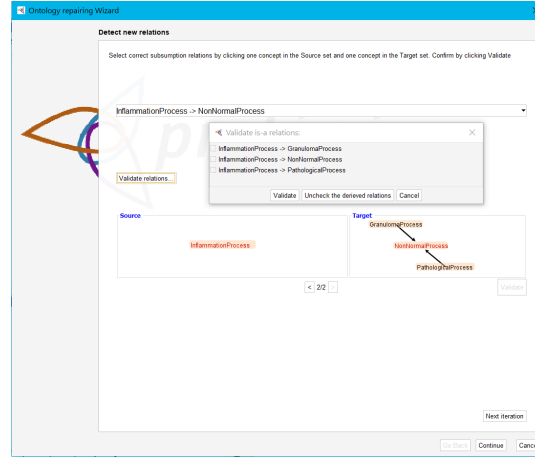 Ontology repairing Wizard
Detect new relations
Select correct subsumption relations by clicking one concept in the Source set and one concept in the Target set. Confirm by clicking Validate
InflammationProcess -> NonNormalProcess
Validate is-a relations:
InflammationProcess -> GranulomaProcess
InflammationProcess -> NonNormalProcess
InflammationProcess -> PathologicalProcess
Validate relations...
Validate Uncheck the derieved relations Cancel
Source Target
GranulomaProcess
InflammationProcess NonNormalProcess
PathologicalProcess
< 2/2 > Validate
Next iteration
Go Back Continue Cance